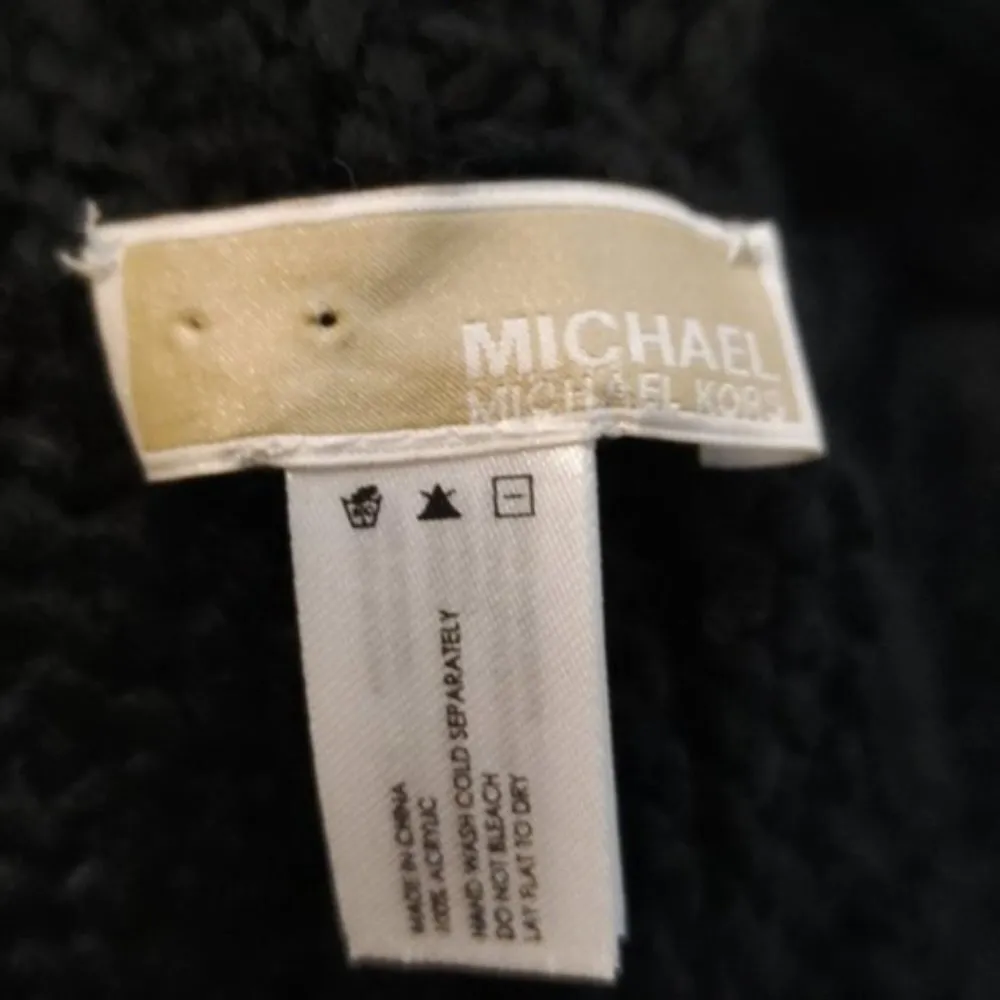 MICHAEL
MICHAEL KORS
MADE IN CHINA
100% ACRYLIC
HAND WASH COLD SEPARATELY
DO NOT BLEACH
LAY FLAT TO DRY